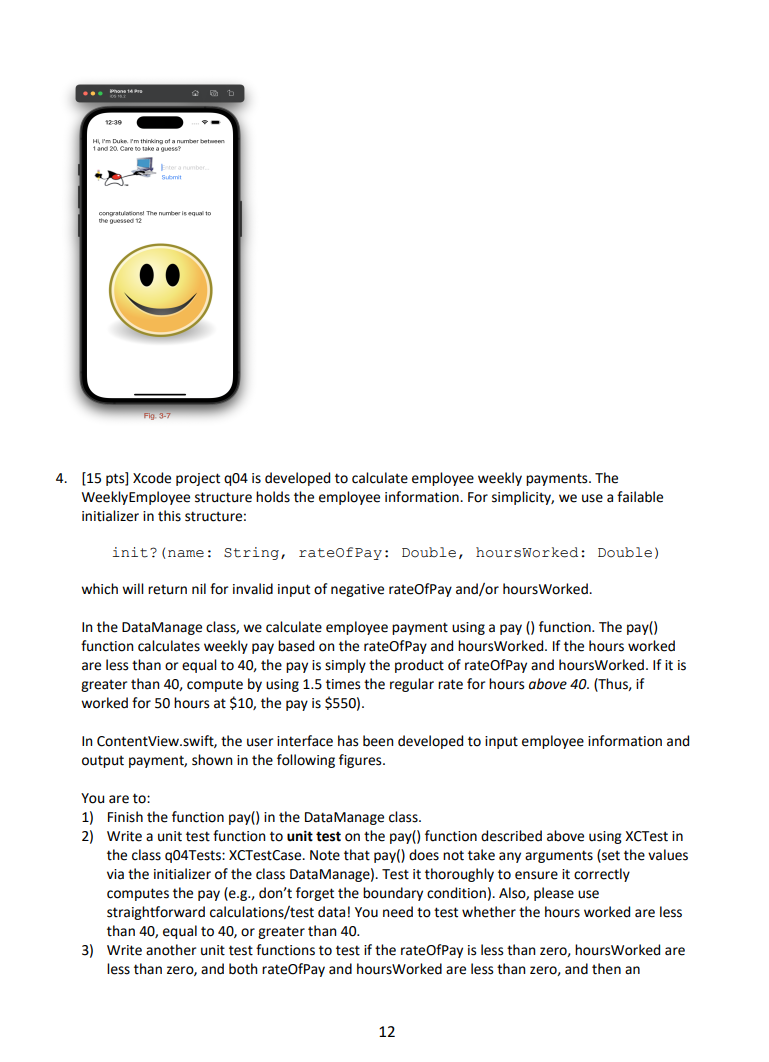 iPhone 14 Pro
iOS 16.2
12:39
Hi, I'm Duke. I'm thinking of a number between
1 and 20. Care to take a guess?
Enter a number...
Submit
congratulations! The number is equal to
the guessed 12
Fig. 3-7
4. [15 pts] Xcode project q04 is developed to calculate employee weekly payments. The
WeeklyEmployee structure holds the employee information. For simplicity, we use a failable
initializer in this structure:
init?(name: String, rateOfPay: Double, hoursWorked: Double)
which will return nil for invalid input of negative rateOfPay and/or hoursWorked.
In the DataManage class, we calculate employee payment using a pay () function. The pay()
function calculates weekly pay based on the rateOfPay and hoursWorked. If the hours worked
are less than or equal to 40, the pay is simply the product of rateOfPay and hoursWorked. If it is
greater than 40, compute by using 1.5 times the regular rate for hours above 40. (Thus, if
worked for 50 hours at $10, the pay is $550).
In ContentView.swift, the user interface has been developed to input employee information and
output payment, shown in the following figures.
You are to:
1) Finish the function pay() in the DataManage class.
2) Write a unit test function to unit test on the pay() function described above using XCTest in
the class q04Tests: XCTestCase. Note that pay() does not take any arguments (set the values
via the initializer of the class DataManage). Test it thoroughly to ensure it correctly
computes the pay (e.g., don't forget the boundary condition). Also, please use
straightforward calculations/test data! You need to test whether the hours worked are less
than 40, equal to 40, or greater than 40.
3) Write another unit test functions to test if the rateOfPay is less than zero, hoursWorked are
less than zero, and both rateOfPay and hoursWorked are less than zero, and then an
12